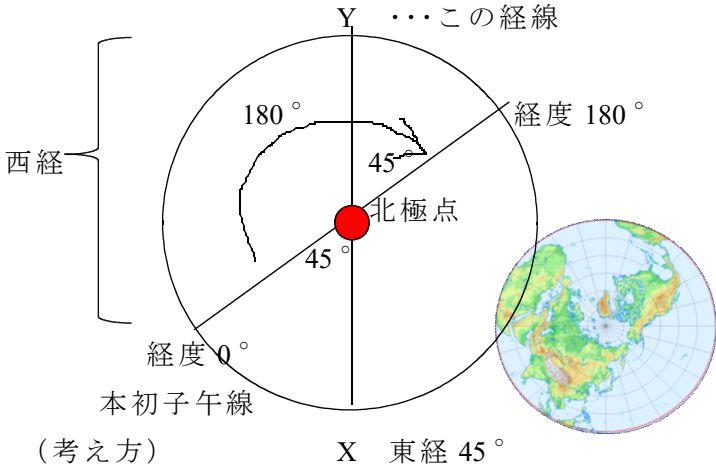 Y ・・・この経線
180°
経度 180°
45°
西経
北極点
45°
経度 0°
本初子午線
（考え方）
X 東経 45°